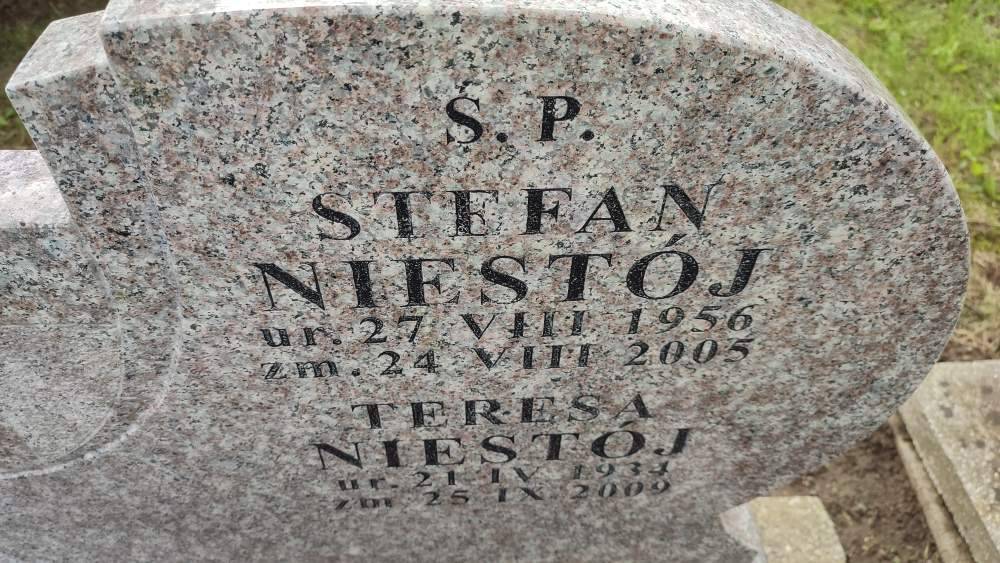 Ś. P.
STEFAN
NIESTÓJ
ur. 27 VIII 1956
zm. 24 VIII 2005
TERESA
NIESTÓJ
ur. 21 IV 1934
zm 25 IX 2009